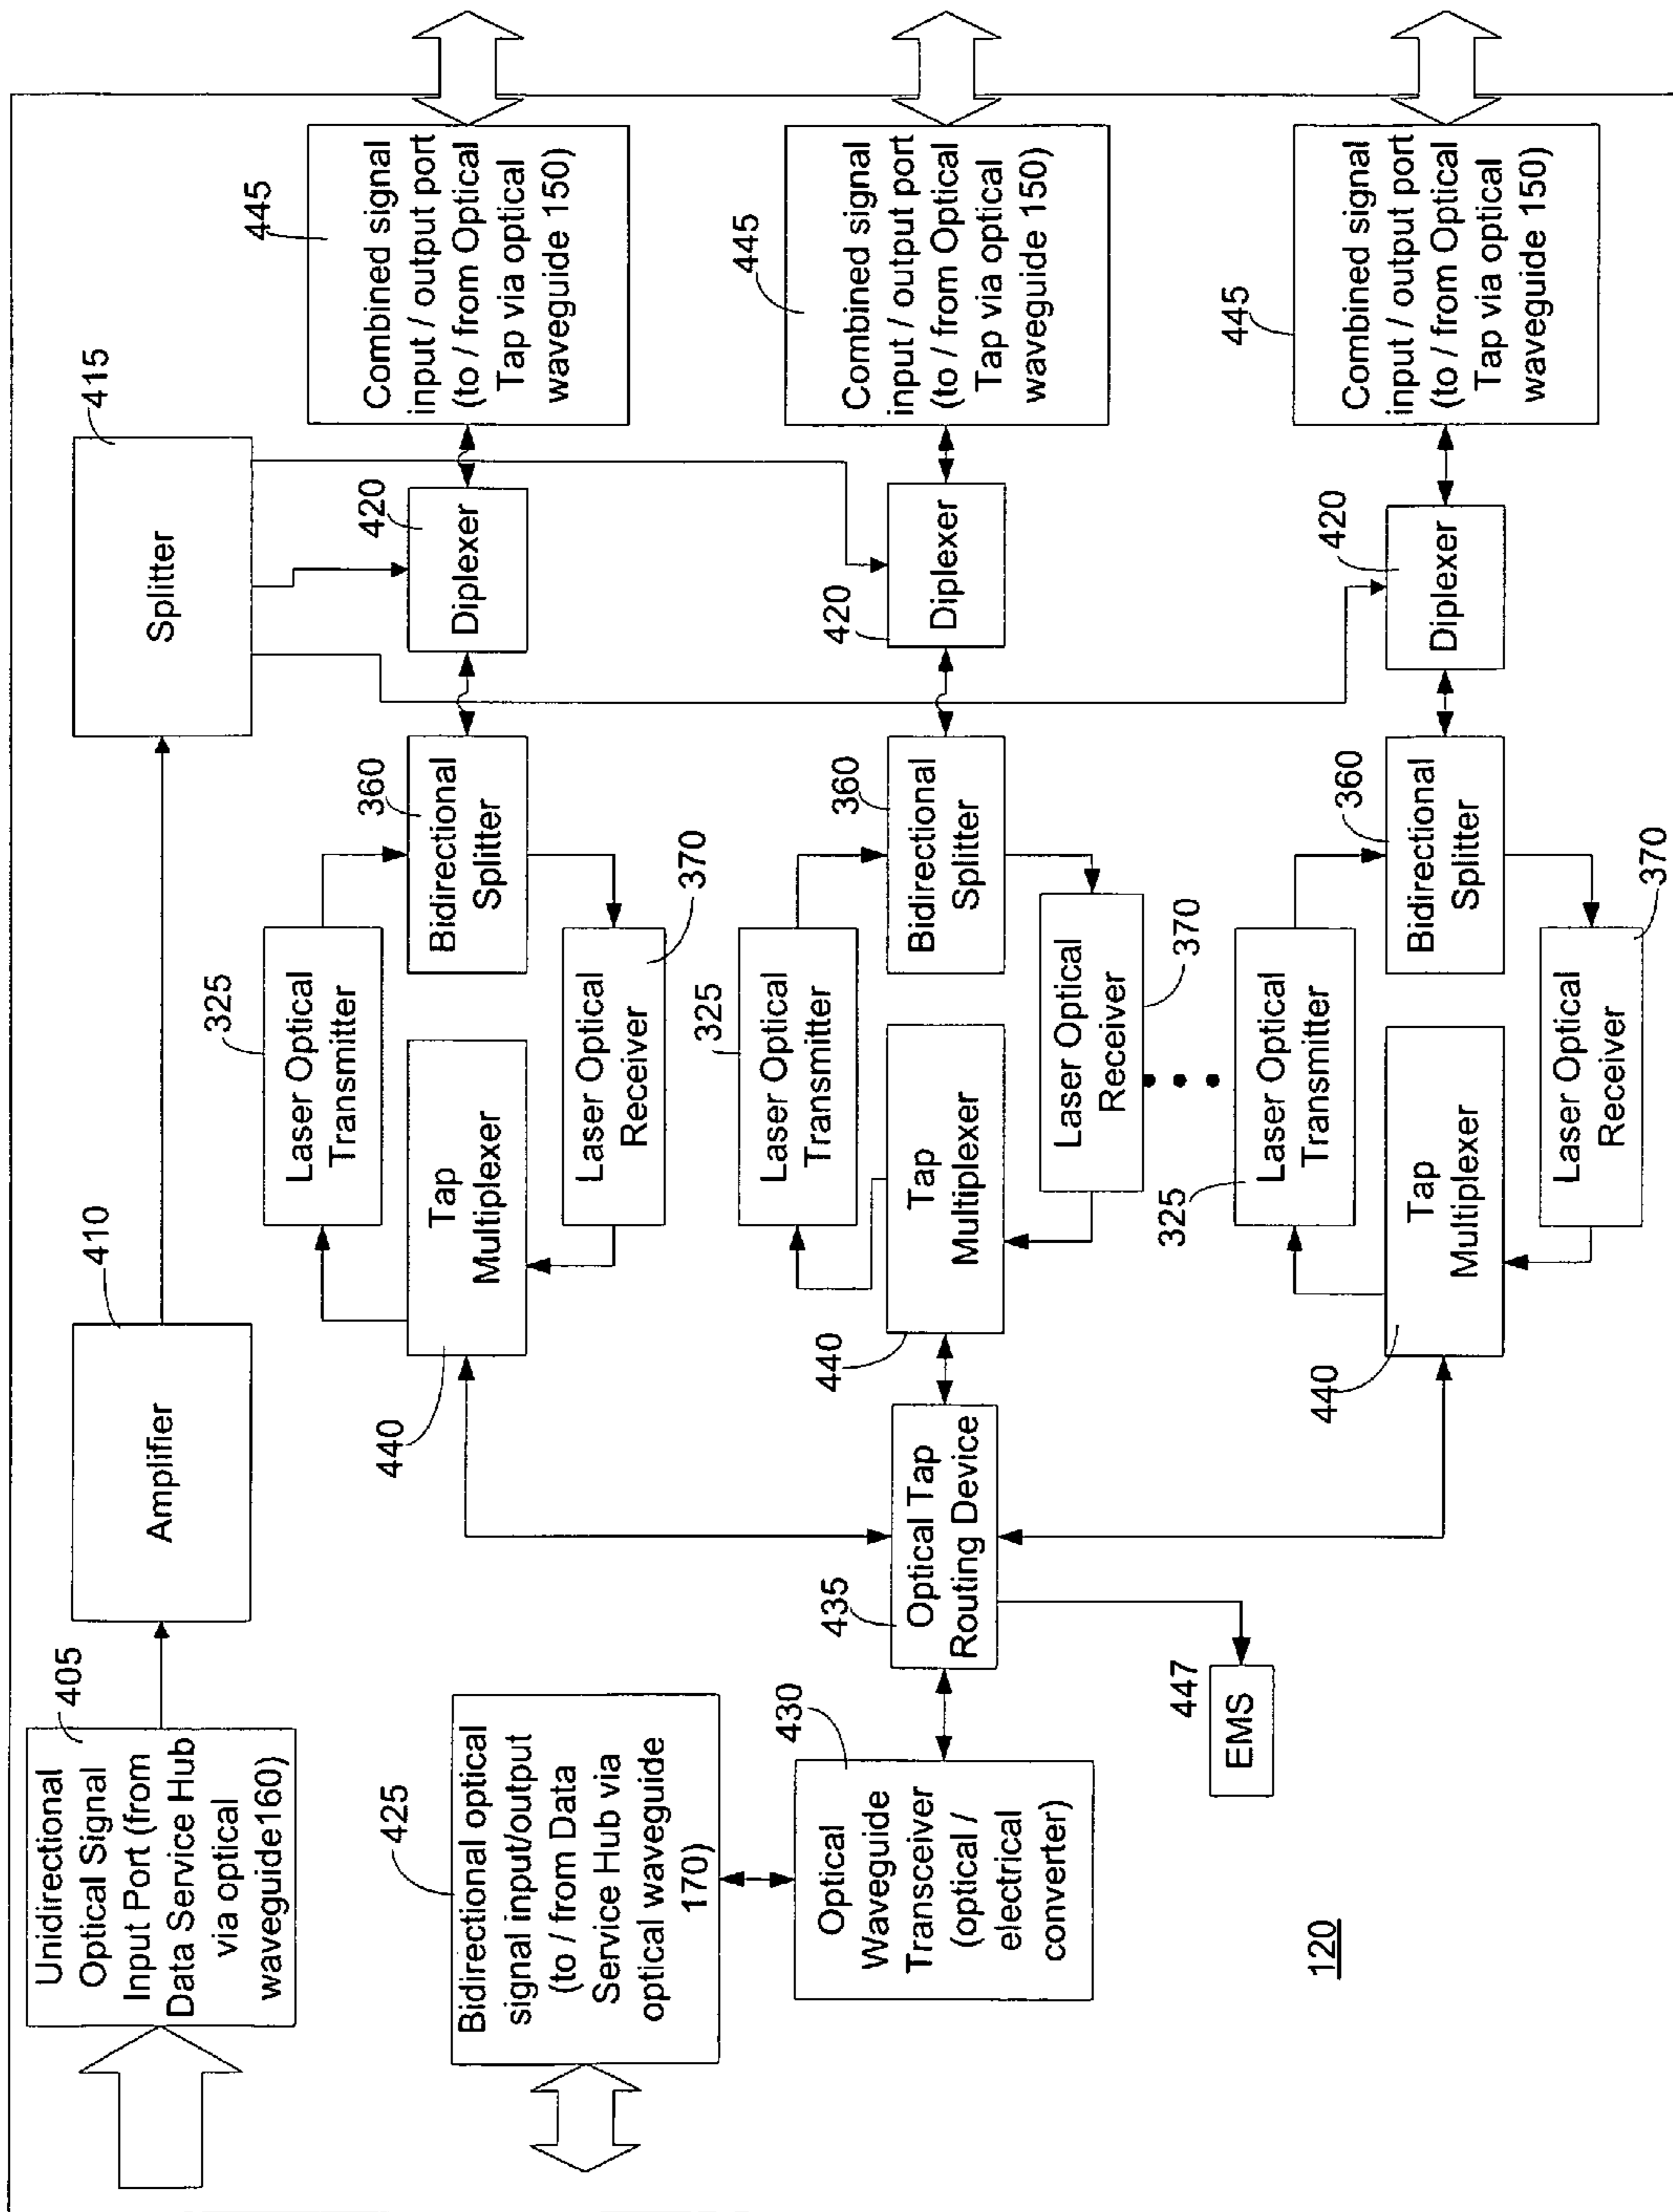 405
Unidirectional
Optical Signal
Input Port (from
Data Service Hub
via optical
waveguide160)
410
Amplifier
415
Splitter
445
Combined signal
input / output port
(to / from Optical
Tap via optical
waveguide 150)
420
Diplexer
360
Bidirectional
Splitter
325
Laser Optical
Transmitter
440
Tap
Multiplexer
370
Laser Optical
Receiver
425
Bidirectional optical
signal input/output
(to / from Data
Service Hub via
optical waveguide
170)
430
Optical
Waveguide
Transceiver
(optical /
electrical
converter)
435
Optical Tap
Routing Device
447
EMS
325
Laser Optical
Transmitter
440
Tap
Multiplexer
370
Laser Optical
Receiver
360
Bidirectional
Splitter
420
Diplexer
445
Combined signal
input / output port
(to / from Optical
Tap via optical
waveguide 150)
325
Laser Optical
Transmitter
440
Tap
Multiplexer
370
Laser Optical
Receiver
360
Bidirectional
Splitter
420
Diplexer
445
Combined signal
input / output port
(to / from Optical
Tap via optical
waveguide 150)
120